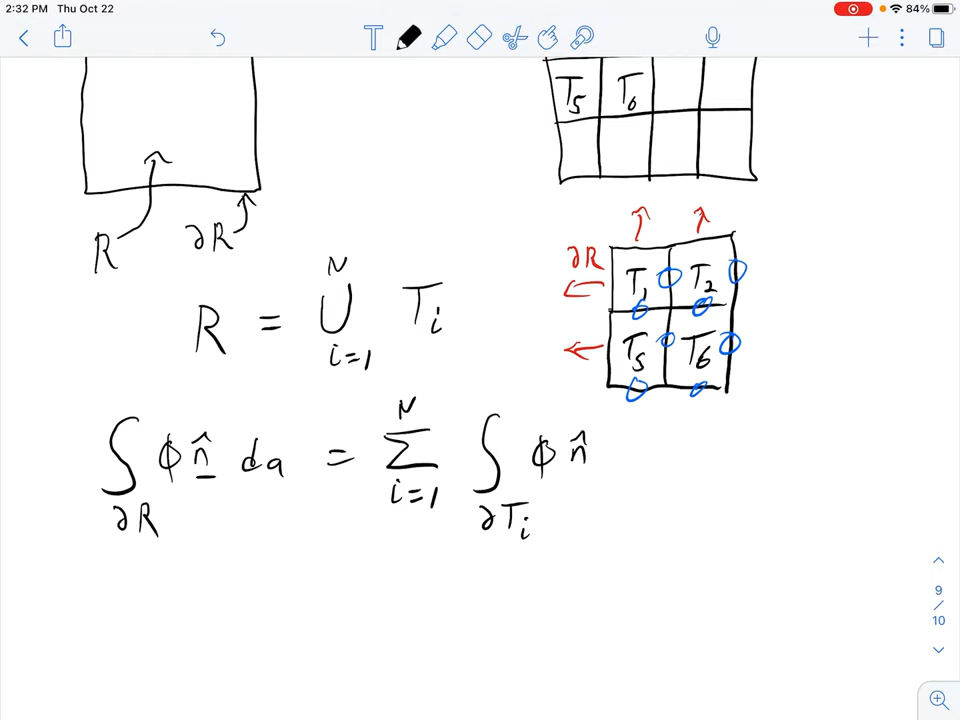 2:32 PM Thu Oct 22
84%
T
T₅ T₆
R ∂R
∂R
T₁ T₂
T₅ T₆
R = ⋃_{i=1}^{N} T_i
∫_{∂R} ϕ n̂ da = ∑_{i=1}^{N} ∫_{∂T_i} ϕ n̂
9
/
10